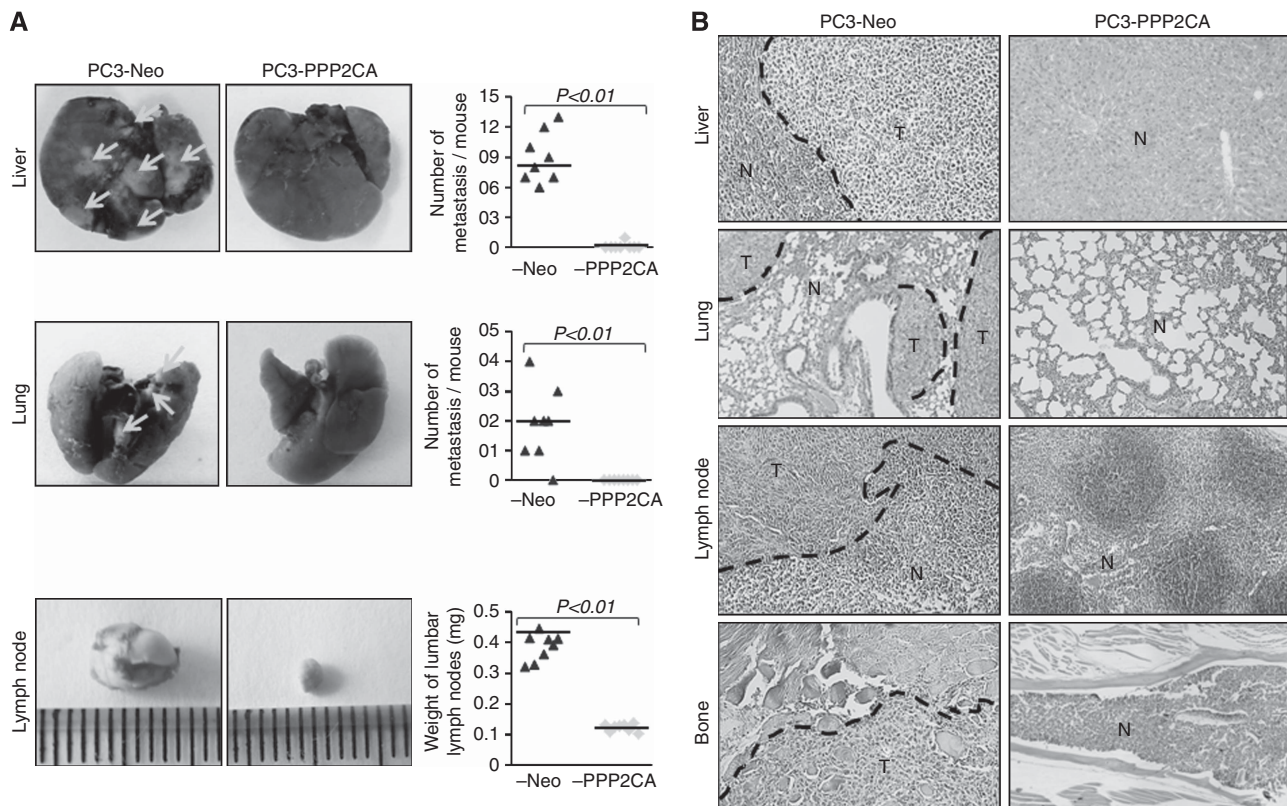 A
PC3-Neo
PC3-PPP2CA
Liver
Number of
metastasis / mouse
15
12
09
06
03
0
P<0.01
–Neo
–PPP2CA
Lung
Number of
metastasis / mouse
05
04
03
02
01
0
P<0.01
–Neo
–PPP2CA
Lymph node
Weight of lumbar
lymph nodes (mg)
0.5
0.4
0.3
0
0.1
0
P<0.01
–Neo
–PPP2CA
B
PC3-Neo
PC3-PPP2CA
Liver
N
T
N
Lung
T
N
T
T
N
Lymph node
T
N
N
Bone
T
N